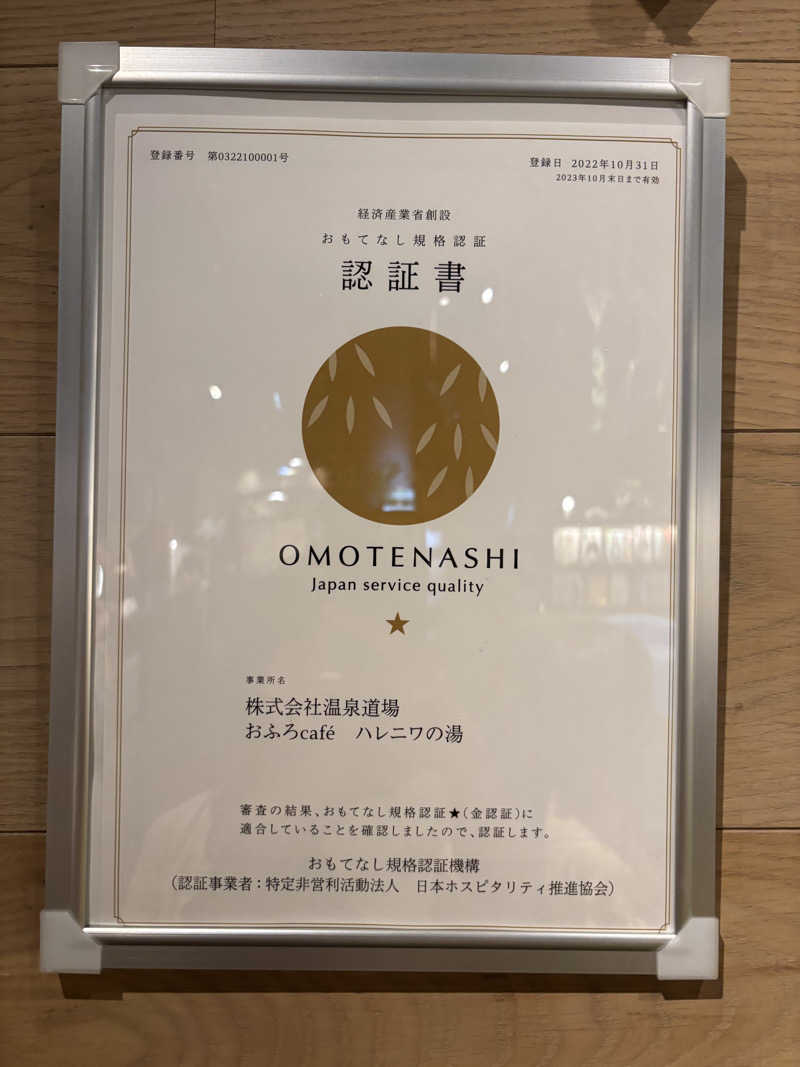 登録番号 第0322100001号
登録日 2022年10月31日
2023年10月末日まで有効
経済産業省創設
おもてなし規格認証
認証書
OMOTENASHI
Japan service quality
★
事業所名
株式会社温泉道場
おふろcafé ハレニワの湯
審査の結果、おもてなし規格認証★(金認証)に
適合していることを確認しましたので、認証します。
おもてなし規格認証機構
(認証事業者:特定非営利活動法人 日本ホスピタリティ推進協会)